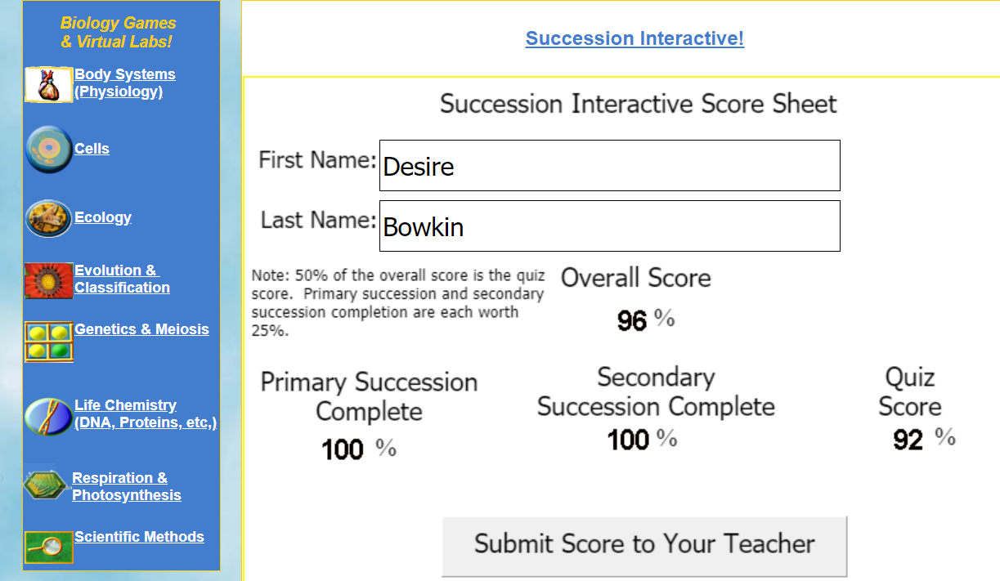 Biology Games
& Virtual Labs!
Body Systems
(Physiology)
Cells
Ecology
Evolution &
Classification
Genetics & Meiosis
Life Chemistry
(DNA, Proteins, etc,)
Respiration &
Photosynthesis
Scientific Methods
Succession Interactive!
Succession Interactive Score Sheet
First Name: Desire
Last Name: Bowkin
Note: 50% of the overall score is the quiz
score. Primary succession and secondary
succession completion are each worth
25%.
Overall Score
96 %
Primary Succession
Complete
100 %
Secondary
Succession Complete
100 %
Quiz
Score
92 %
Submit Score to Your Teacher